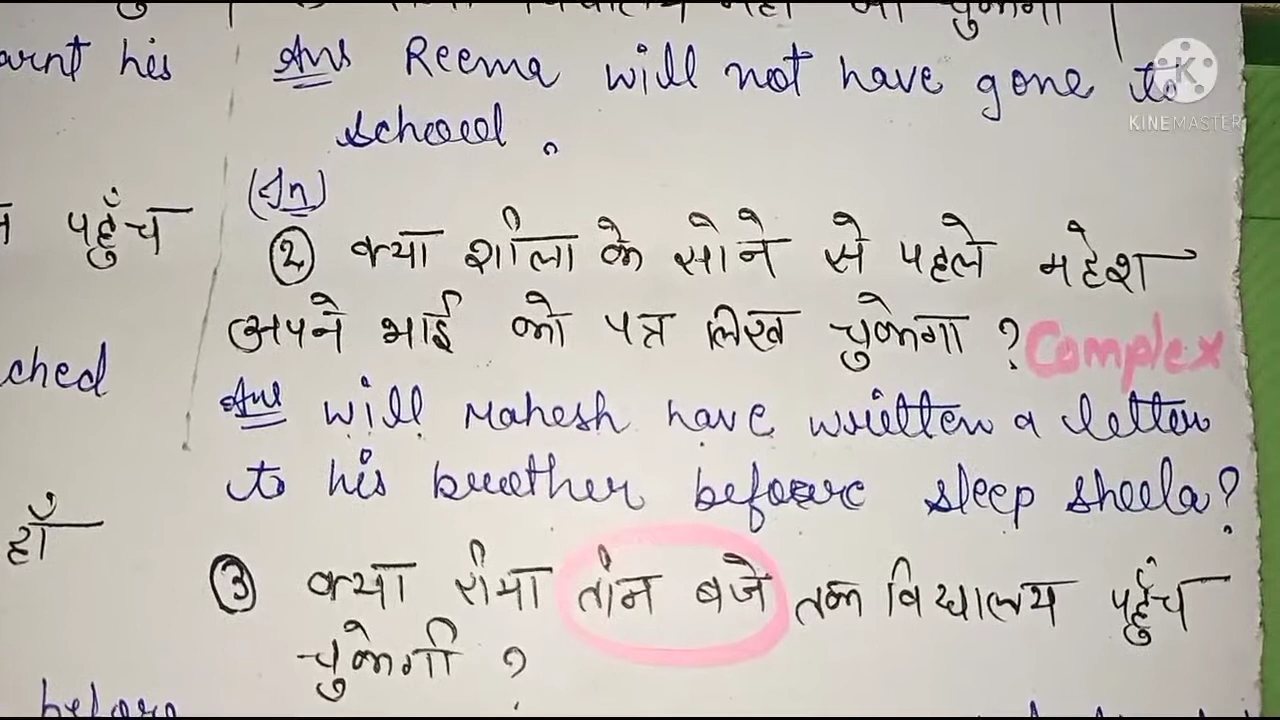 arnt his
Ans Reema will not have gone to
school.
(In)
पहुँच
② क्या शीला के सोने से पहले महेश
अपने भाई को पत्र लिख चुकेगा ? Complex
ched
Ans will Mahesh have written a letter
to his brother before sleep sheela?
हाँ
③ क्या रीमा तीन बजे तक विद्यालय पहुँच
चुकेगी ?
before
KINEMASTER